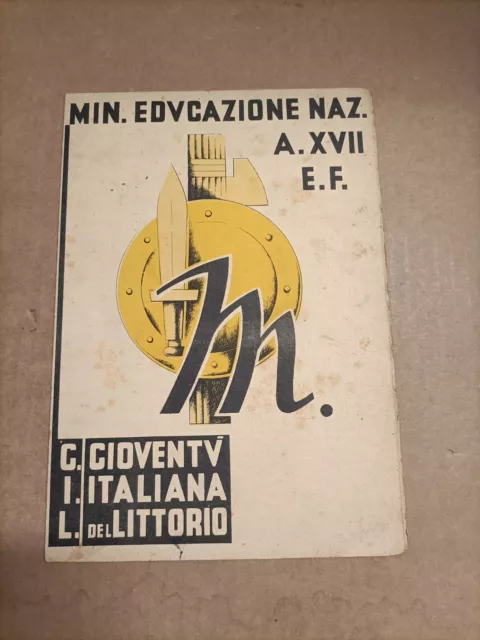 MIN. EDVCAZIONE NAZ.
A. XVII
E.F.
M.
G. GIOVENTV
I. ITALIANA
L. DEL LITTORIO